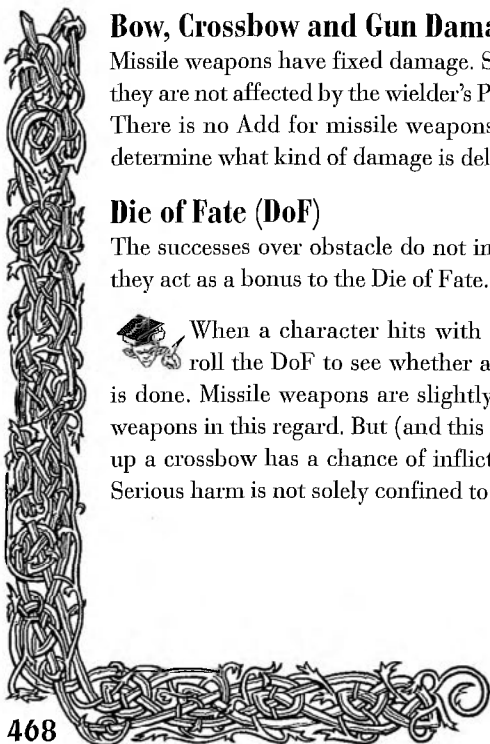 Bow, Crossbow and Gun Dama
Missile weapons have fixed damage. S
they are not affected by the wielder's P
There is no Add for missile weapons
determine what kind of damage is del
Die of Fate (DoF)
The successes over obstacle do not in
they act as a bonus to the Die of Fate.
When a character hits with
roll the DoF to see whether a
is done. Missile weapons are slightly
weapons in this regard. But (and this
up a crossbow has a chance of inflict
Serious harm is not solely confined to
468